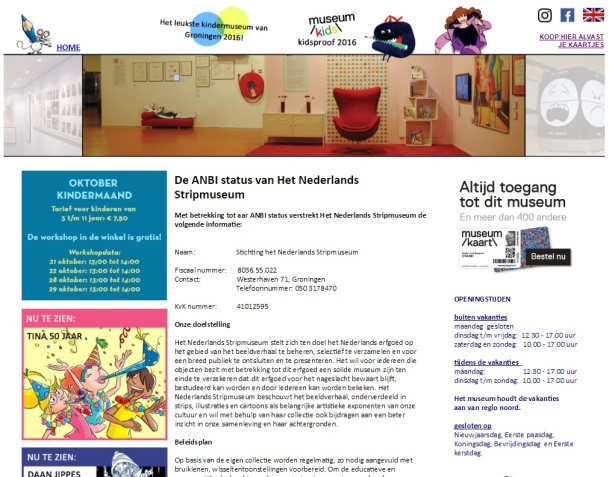 Het leukste kindermuseum van
Groningen 2016!
museum
kids
kidsproof 2016
HOME
KOOP HIER ALVAST
JE KAARTJES
OKTOBER
KINDERMAAND
Tarief voor kinderen van
3 t/m 11 jaar: € 7,50
De workshop in de winkel is gratis!
Workshopdata:
21 oktober: 13:00 tot 14:00
22 oktober: 13:00 tot 14:00
28 oktober: 13:00 tot 14:00
29 oktober: 13:00 tot 14:00
NU TE ZIEN:
TINA 50 JAAR
NU TE ZIEN:
DAAN JIPPES
De ANBI status van Het Nederlands
Stripmuseum
Met betrekking tot aar ANBI status verstrekt Het Nederlands Stripmuseum de
volgende informatie:
Naam: Stichting het Nederlands Stripmuseum
Fiscaal nummer: 8036.55.022
Contact: Westerhaven 71, Groningen
Telefoonnummer: 050 3178470
KvK nummer: 41012595
Onze doelstelling
Het Nederlands Stripmuseum stelt zich ten doel het Nederlands erfgoed op
het gebied van het beeldverhaal te beheren, selectief te verzamelen en voor
een breed publiek te ontsluiten en te presenteren. Het wil voor iedereen die
objecten bezit met betrekking tot dit erfgoed een solide museum zijn ten
einde te verzekeren dat dit erfgoed voor het nageslacht bewaart blijft,
bestudeerd kan worden en door iedereen kan worden bekeken. Het
Nederlands Stripmuseum beschouwt het beeldverhaal, onderverdeeld in
strips, illustraties en cartoons als belangrijke artistieke exponenten van onze
cultuur en wil met behulp van haar collectie ook bijdragen aan een beter
inzicht in onze samenleving en haar achtergronden.
Beleidsplan
Op basis van de eigen collectie worden regelmatig, zo nodig aangevuld met
bruiklenen, wisseltentoonstellingen voorbereid. Om de educatieve en
Altijd toegang
tot dit museum
En meer dan 400 andere
museum
/kaart\
Bestel nu
OPENINGSTIJDEN
buiten vakanties
maandag gesloten
dinsdag t/m vrijdag: 12.30 - 17.00 uur
zaterdag en zondag: 10.00 - 17.00 uur
tijdens de vakanties
maandag: 12.30 - 17.00 uur
dinsdag t/m zondag: 10.00 - 17.00 uur
Het museum houdt de vakanties
aan van regio noord.
gesloten op
Nieuwjaarsdag, Eerste paasdag,
Koningsdag, Bevrijdingsdag en Eerste
kerstdag.